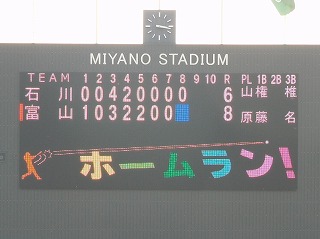 MIYANO STADIUM
TEAM 1 2 3 4 5 6 7 8 9 10 R PL 1B 2B 3B
石川 0 0 4 2 0 0 0 0 6 山 権 椎
富山 1 0 3 2 2 0 0 8 原 藤 名
ホームラン!